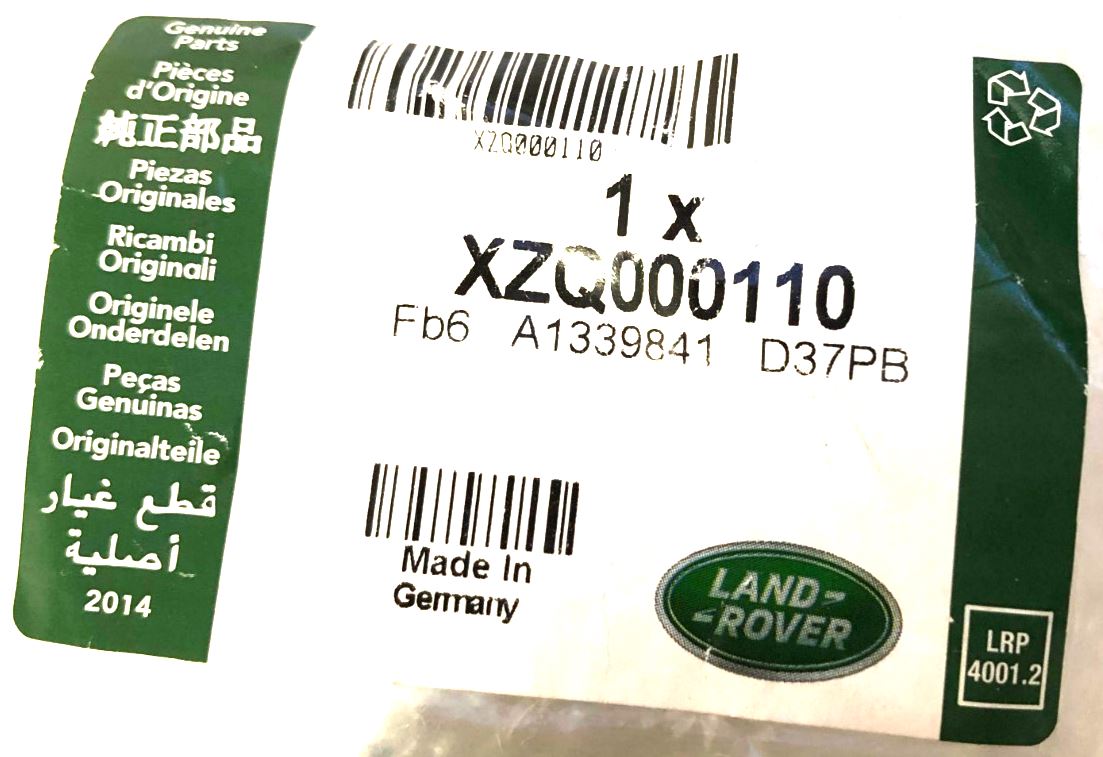 Genuine
Parts
Pièces
d'Origine
純正部品
Piezas
Originales
Ricambi
Originali
Originele
Onderdelen
Peças
Genuinas
Originalteile
قطع غيار
أصلية
2014
XZQ000110
1 x
XZQ000110
Fb6 A1339841 D37PB
Made In
Germany
LAND
ROVER
LRP
4001.2